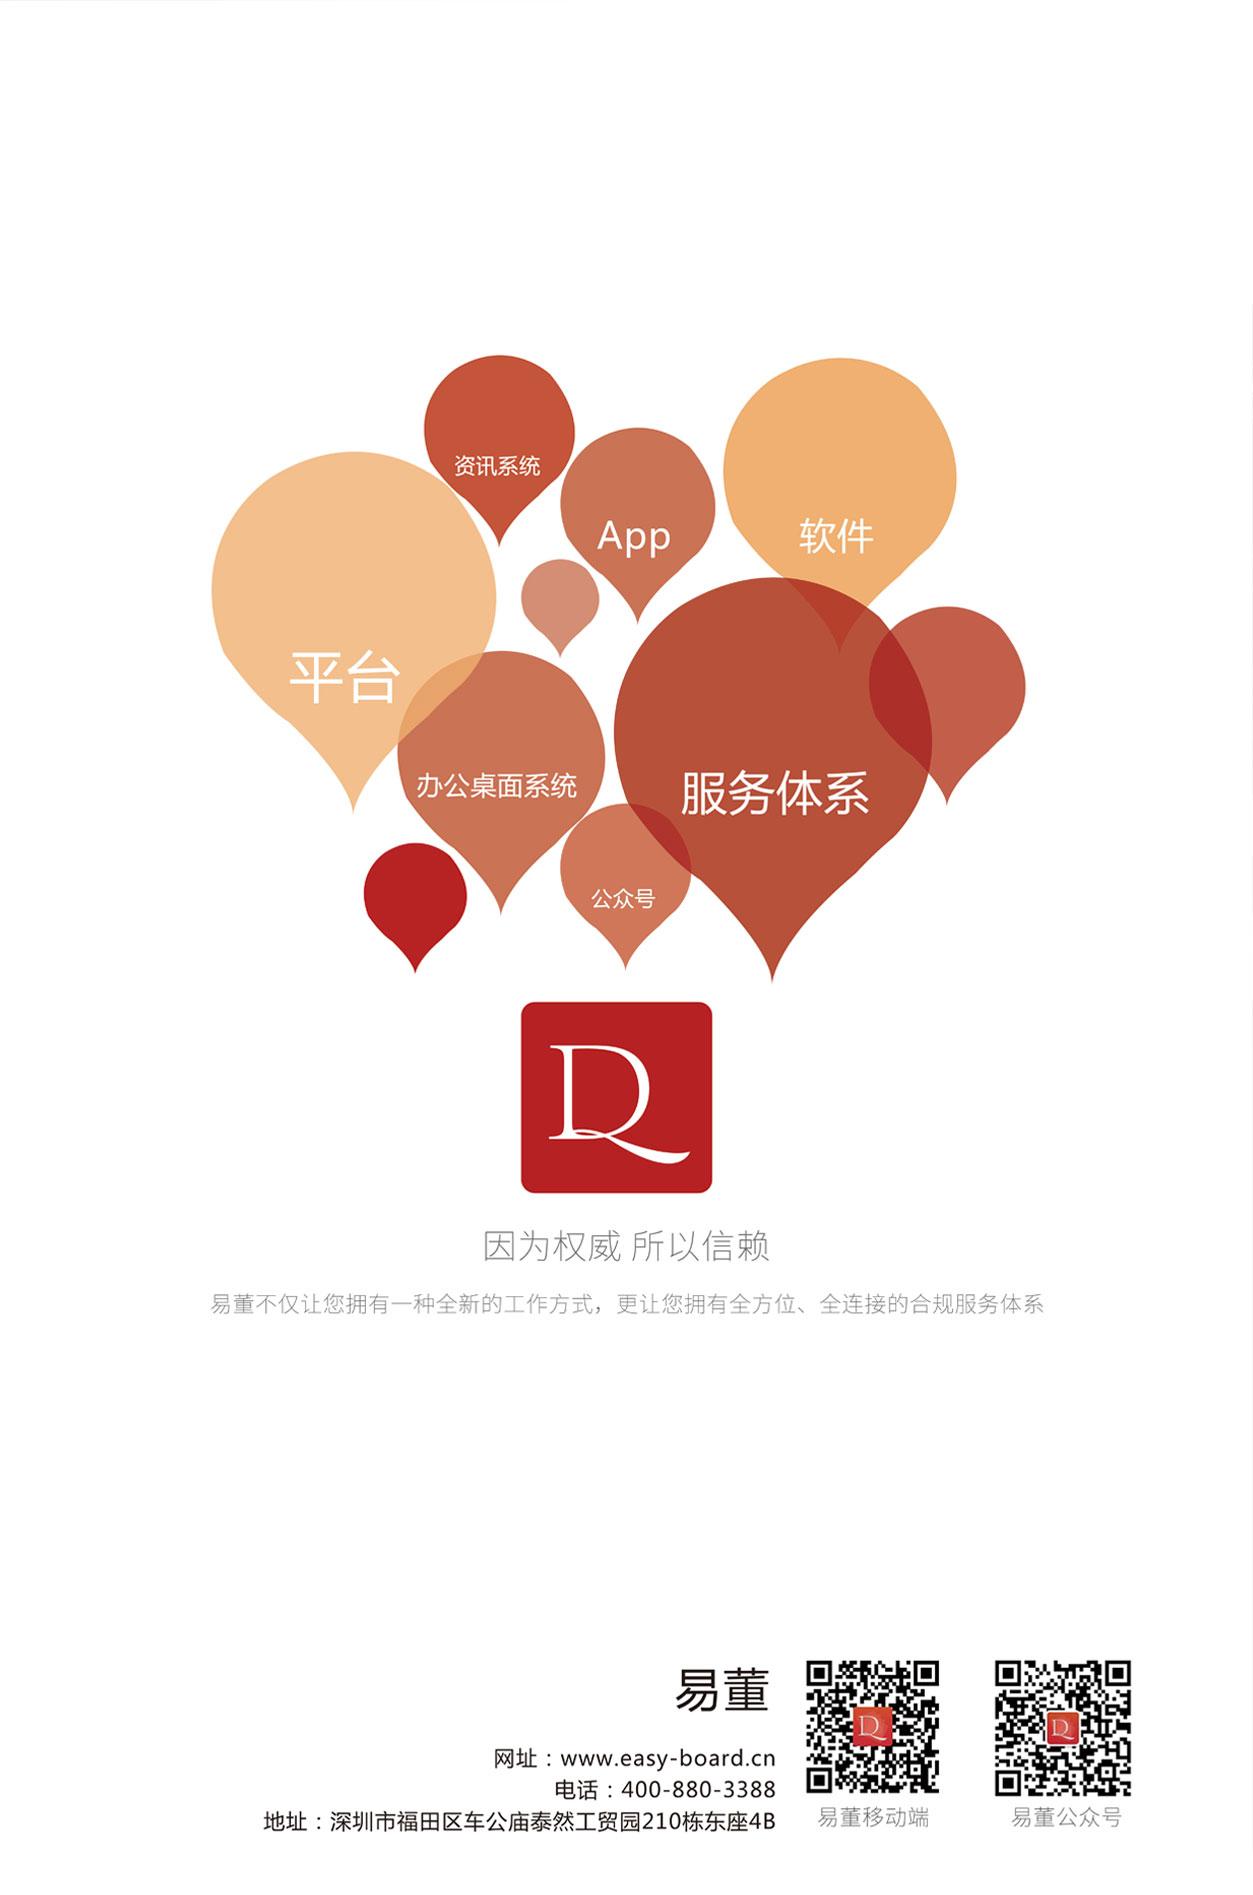 资讯系统
App
软件
平台
办公桌面系统
服务体系
公众号
因为权威 所以信赖
易董不仅让您拥有一种全新的工作方式，更让您拥有全方位、全连接的合规服务体系
易董
网址：www.easy-board.cn
电话：400-880-3388
地址：深圳市福田区车公庙泰然工贸园210栋东座4B
易董移动端
易董公众号